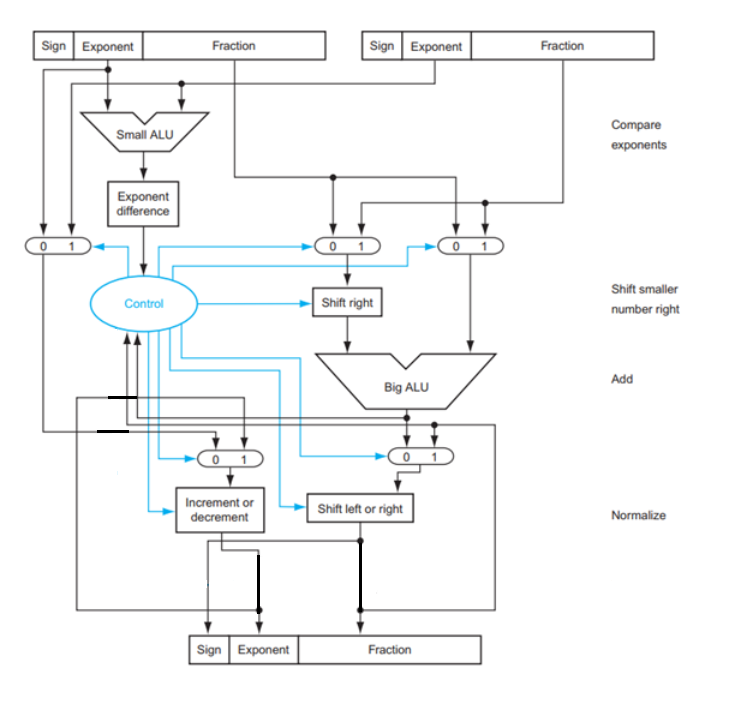 Sign Exponent Fraction Sign Exponent Fraction
Small ALU
Compare
exponents
Exponent
difference
0 1 0 1 0 1
Control
Shift right
Shift smaller
number right
Big ALU
Add
0 1 0 1
Increment or
decrement
Shift left or right
Normalize
Sign Exponent Fraction